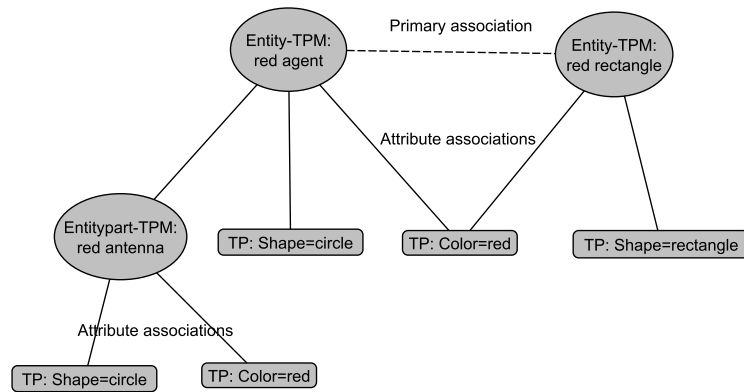 Primary association
Entity-TPM:
red agent
Entity-TPM:
red rectangle
Attribute associations
Entitypart-TPM:
red antenna
TP: Shape=circle
TP: Color=red
TP: Shape=rectangle
Attribute associations
TP: Shape=circle
TP: Color=red